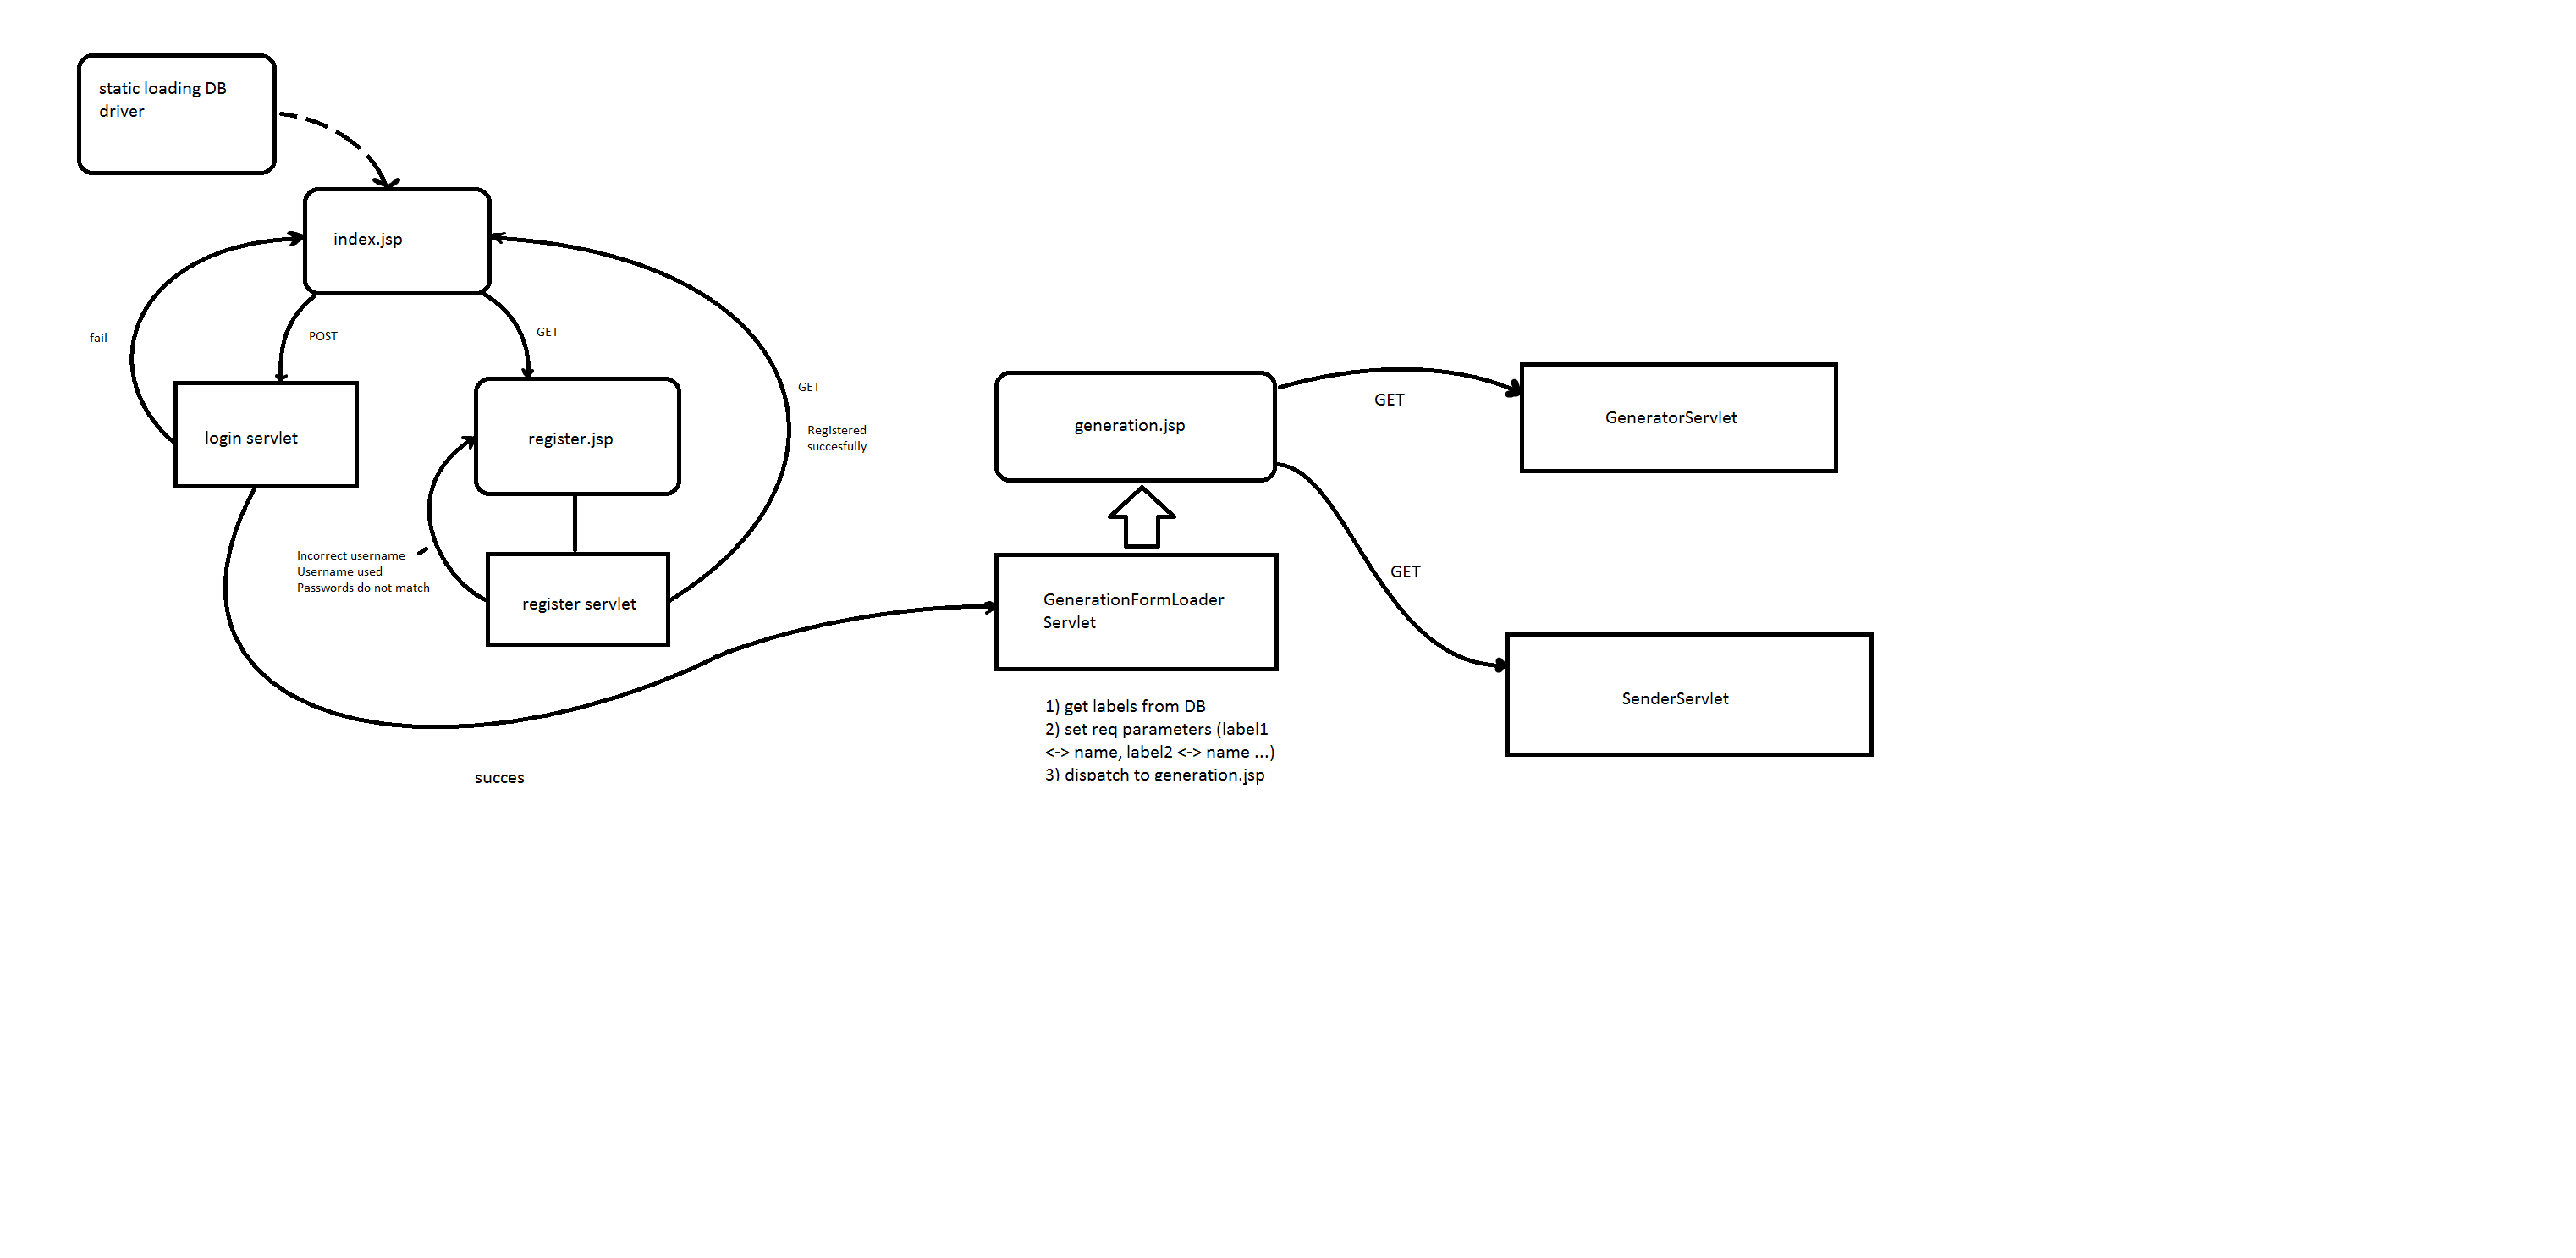 static loading DB
driver
index.jsp
fail
POST
GET
GET
login servlet
register.jsp
Registered
succesfully
Incorrect username
Username used
Passwords do not match
register servlet
succes
generation.jsp
GET
GeneratorServlet
GET
GenerationFormLoader
Servlet
SenderServlet
1) get labels from DB
2) set req parameters (label1
<-> name, label2 <-> name ...)
3) dispatch to generation.jsp